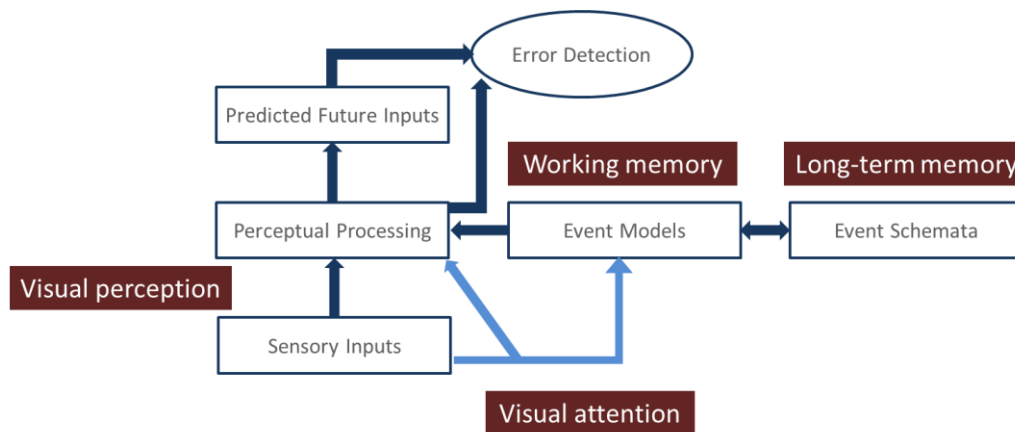 Error Detection
Predicted Future Inputs
Working memory
Long-term memory
Perceptual Processing
Event Models
Event Schemata
Visual perception
Sensory Inputs
Visual attention